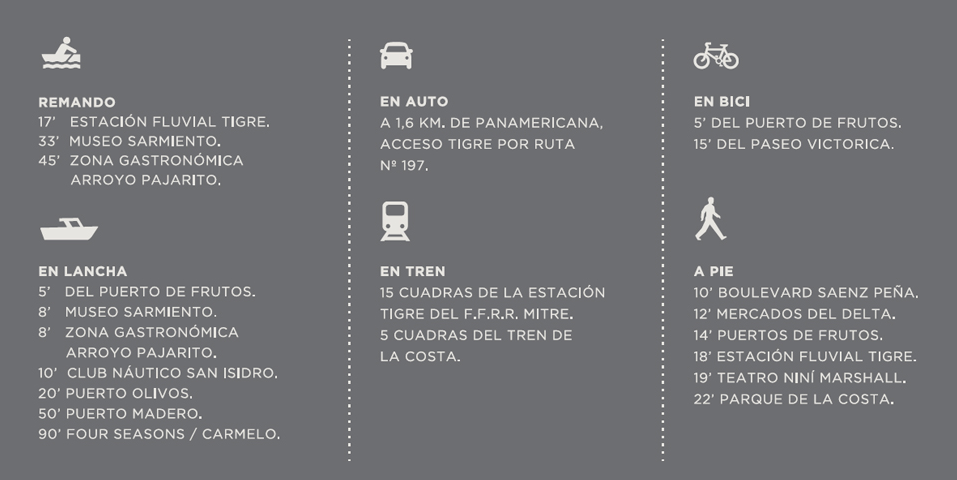 REMANDO
17' ESTACIÓN FLUVIAL TIGRE.
33' MUSEO SARMIENTO.
45' ZONA GASTRONÓMICA
ARROYO PAJARITO.
EN LANCHA
5' DEL PUERTO DE FRUTOS.
8' MUSEO SARMIENTO.
8' ZONA GASTRONÓMICA
ARROYO PAJARITO.
10' CLUB NÁUTICO SAN ISIDRO.
20' PUERTO OLIVOS.
50' PUERTO MADERO.
90' FOUR SEASONS / CARMELO.
EN AUTO
A 1,6 KM. DE PANAMERICANA,
ACCESO TIGRE POR RUTA
Nº 197.
EN TREN
15 CUADRAS DE LA ESTACIÓN
TIGRE DEL F.F.R.R. MITRE.
5 CUADRAS DEL TREN DE
LA COSTA.
EN BICI
5' DEL PUERTO DE FRUTOS.
15' DEL PASEO VICTORICA.
A PIE
10' BOULEVARD SAENZ PEÑA.
12' MERCADOS DEL DELTA.
14' PUERTOS DE FRUTOS.
18' ESTACIÓN FLUVIAL TIGRE.
19' TEATRO NINÍ MARSHALL.
22' PARQUE DE LA COSTA.